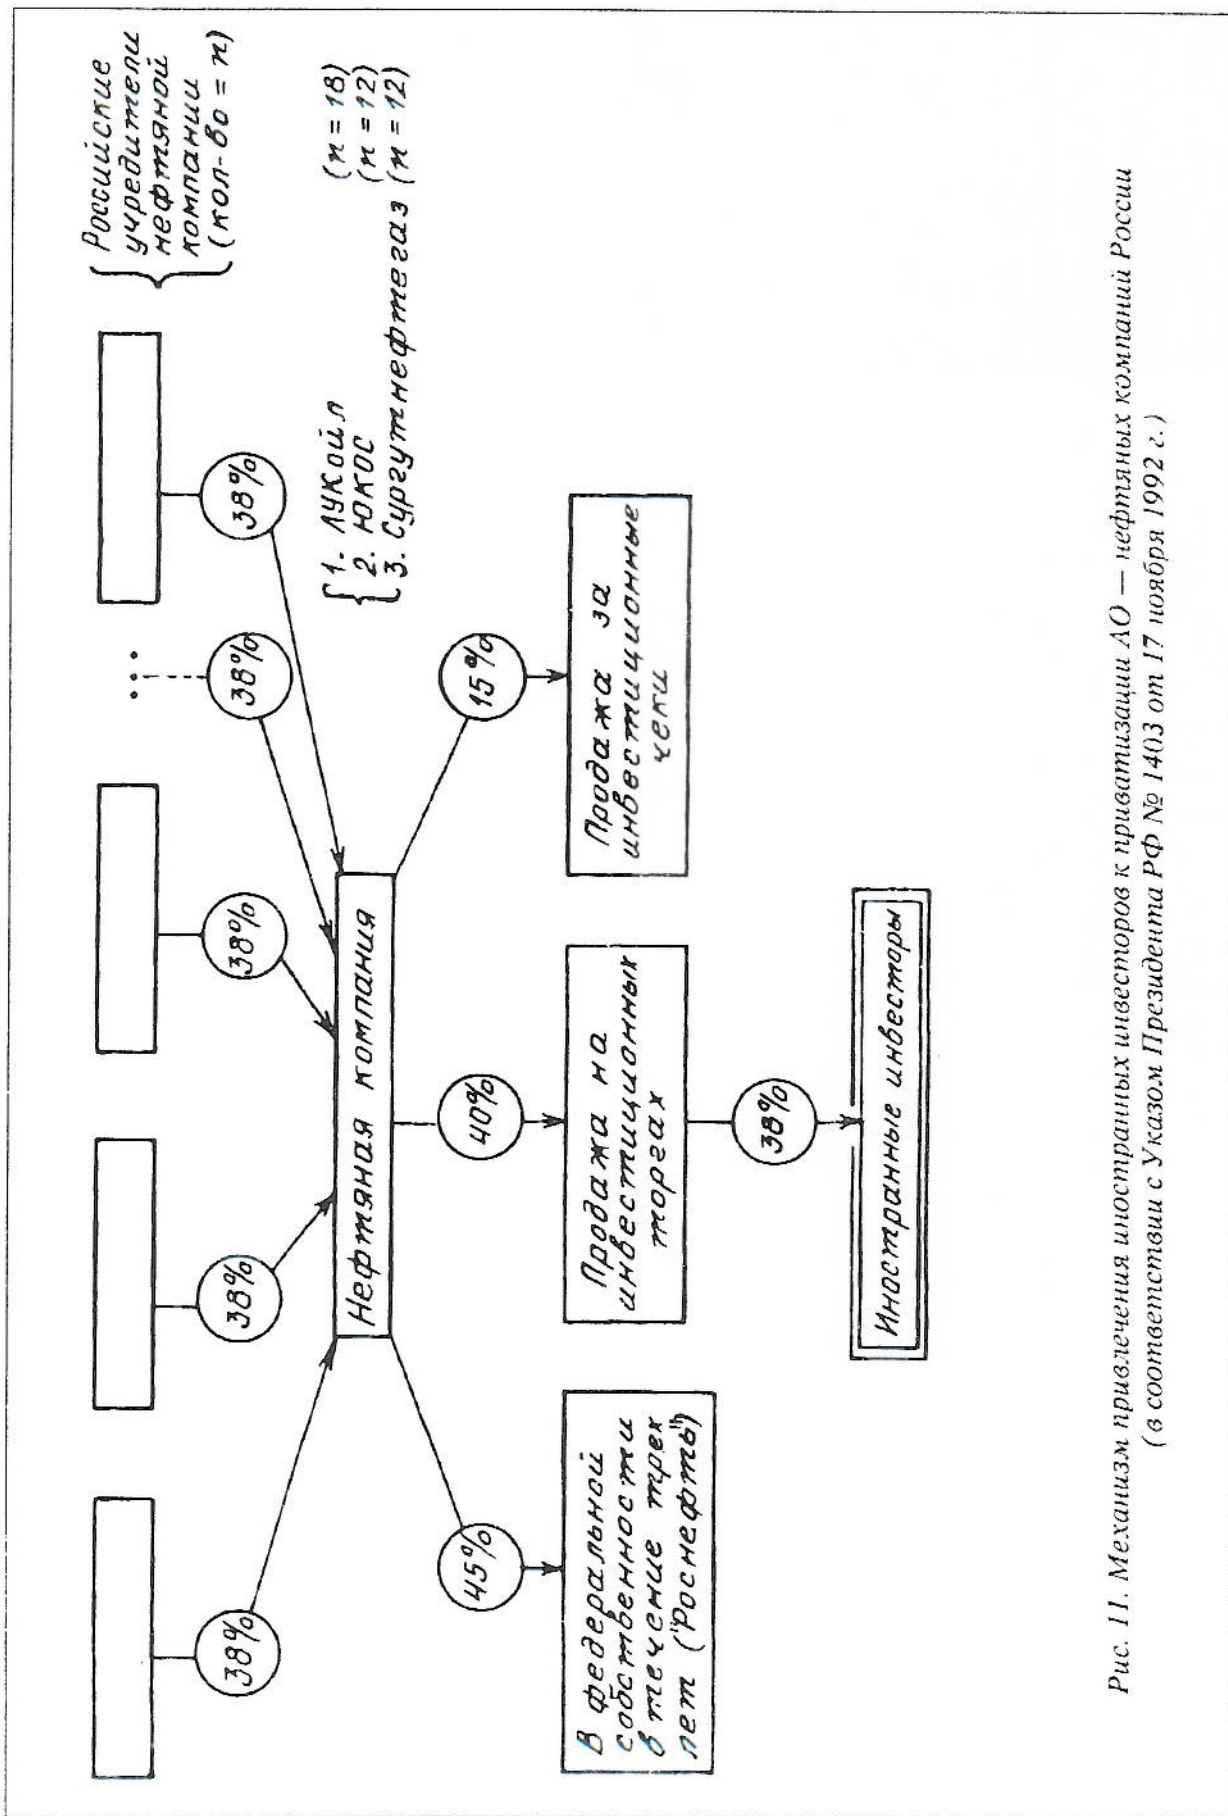 Российские
учредители
нефтяной
компании
(кол-во = n)
38%
38%
38%
...
38%
38%
1. ЛУКойл (n = 18)
2. ЮКОС (n = 12)
3. Сургутнефтегаз (n = 12)
Нефтяная компания
45%
40%
15%
В федеральной
собственности
в течение трех
лет ("Роснефть")
Продажа на
инвестиционных
торгах
Продажа за
инвестиционные
чеки
38%
Иностранные инвесторы
Рис. 11. Механизм привлечения иностранных инвесторов к приватизации АО — нефтяных компаний России
(в соответствии с Указом Президента РФ № 1403 от 17 ноября 1992 г.)